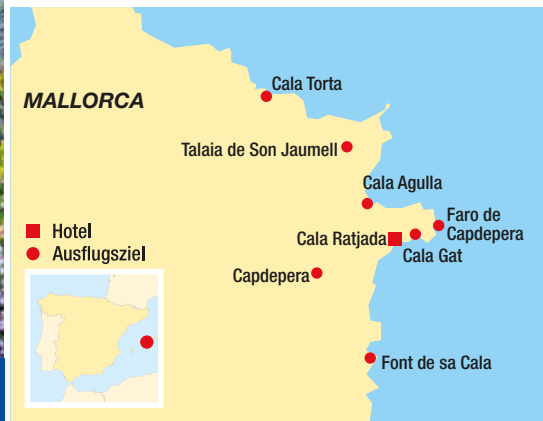 Cala Torta
MALLORCA
Talaia de Son Jaumell
Cala Agulla
Faro de
Capdepera
Hotel
Ausflugsziel
Cala Ratjada
Cala Gat
Capdepera
Font de sa Cala